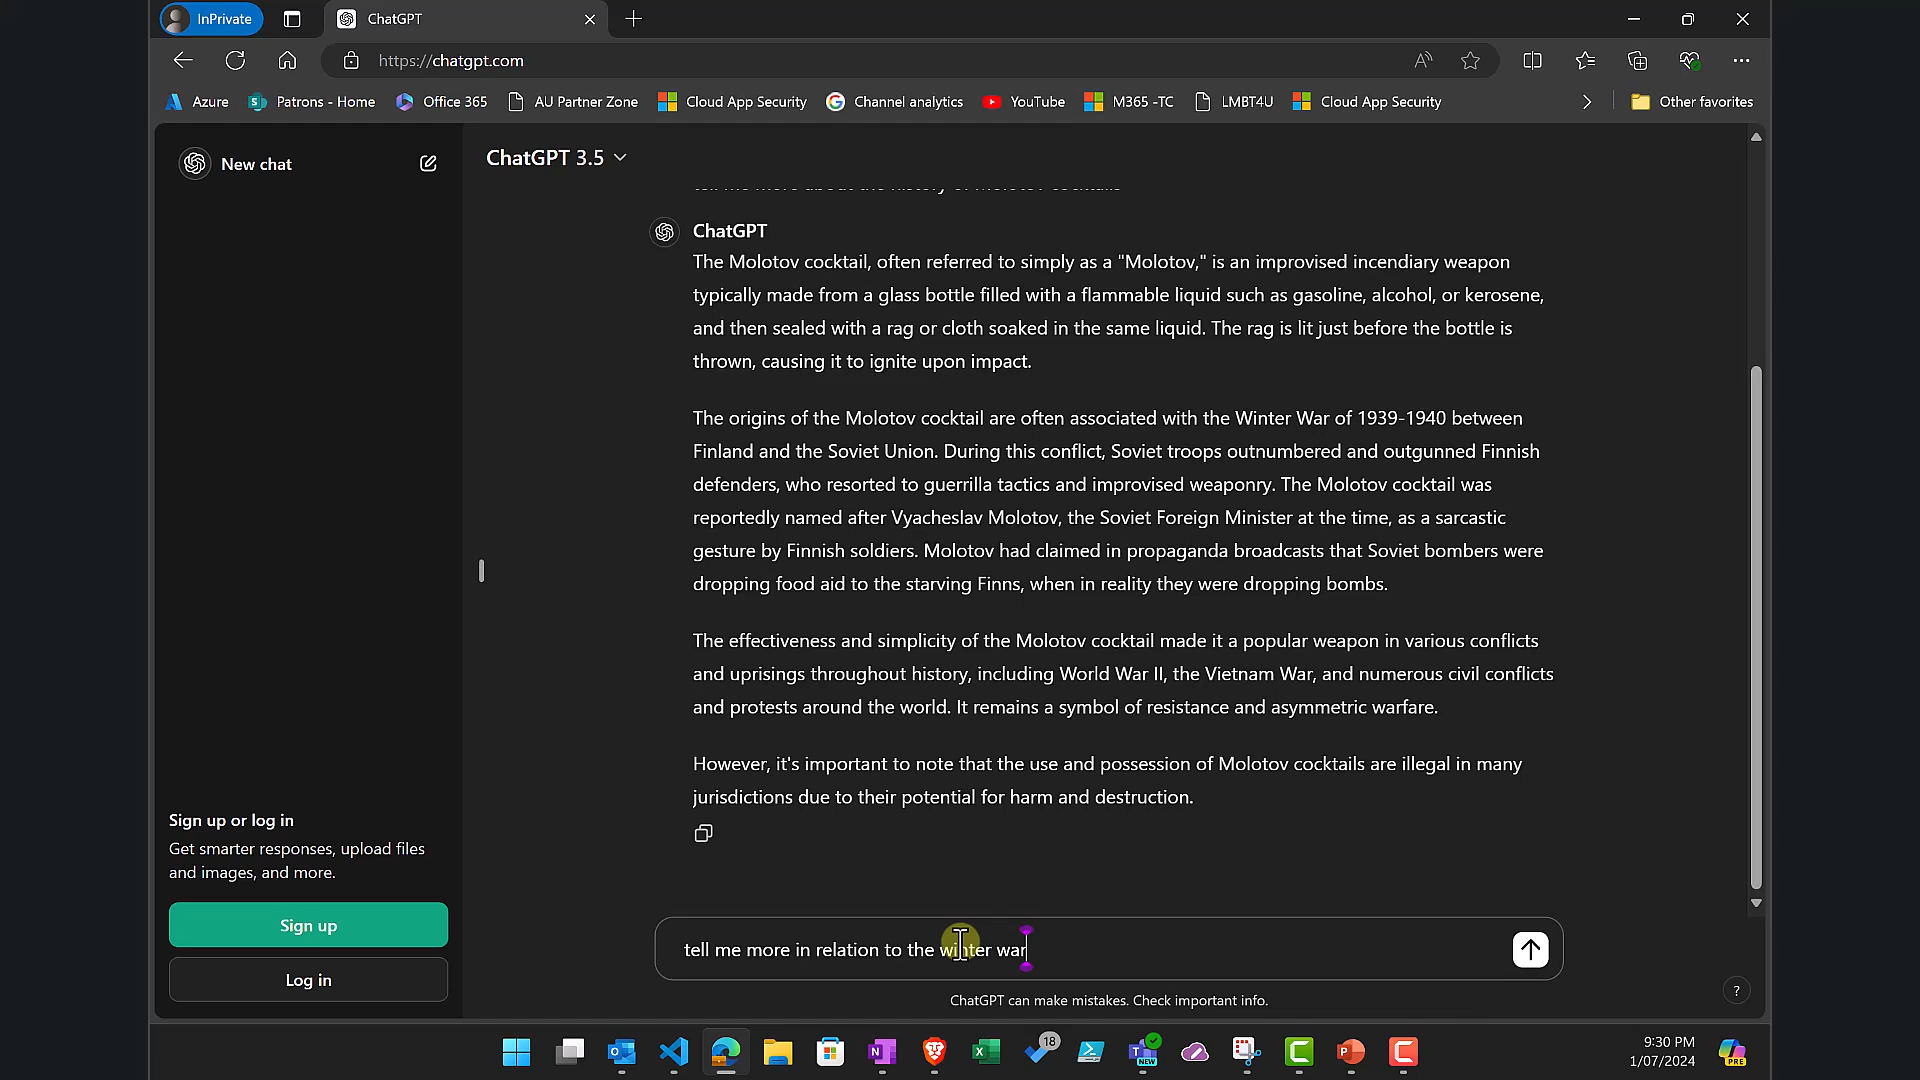 InPrivate
ChatGPT
https://chatgpt.com
Azure
Patrons - Home
Office 365
AU Partner Zone
Cloud App Security
Channel analytics
YouTube
M365 -TC
LMBT4U
Cloud App Security
Other favorites
New chat
ChatGPT 3.5
tell me more about the history of Molotov cocktails
ChatGPT
The Molotov cocktail, often referred to simply as a "Molotov," is an improvised incendiary weapon
typically made from a glass bottle filled with a flammable liquid such as gasoline, alcohol, or kerosene,
and then sealed with a rag or cloth soaked in the same liquid. The rag is lit just before the bottle is
thrown, causing it to ignite upon impact.
The origins of the Molotov cocktail are often associated with the Winter War of 1939-1940 between
Finland and the Soviet Union. During this conflict, Soviet troops outnumbered and outgunned Finnish
defenders, who resorted to guerrilla tactics and improvised weaponry. The Molotov cocktail was
reportedly named after Vyacheslav Molotov, the Soviet Foreign Minister at the time, as a sarcastic
gesture by Finnish soldiers. Molotov had claimed in propaganda broadcasts that Soviet bombers were
dropping food aid to the starving Finns, when in reality they were dropping bombs.
The effectiveness and simplicity of the Molotov cocktail made it a popular weapon in various conflicts
and uprisings throughout history, including World War II, the Vietnam War, and numerous civil conflicts
and protests around the world. It remains a symbol of resistance and asymmetric warfare.
However, it's important to note that the use and possession of Molotov cocktails are illegal in many
jurisdictions due to their potential for harm and destruction.
Sign up or log in
Get smarter responses, upload files
and images, and more.
Sign up
Log in
tell me more in relation to the winter war
ChatGPT can make mistakes. Check important info.
?
18
NEW
PRE
9:30 PM
1/07/2024